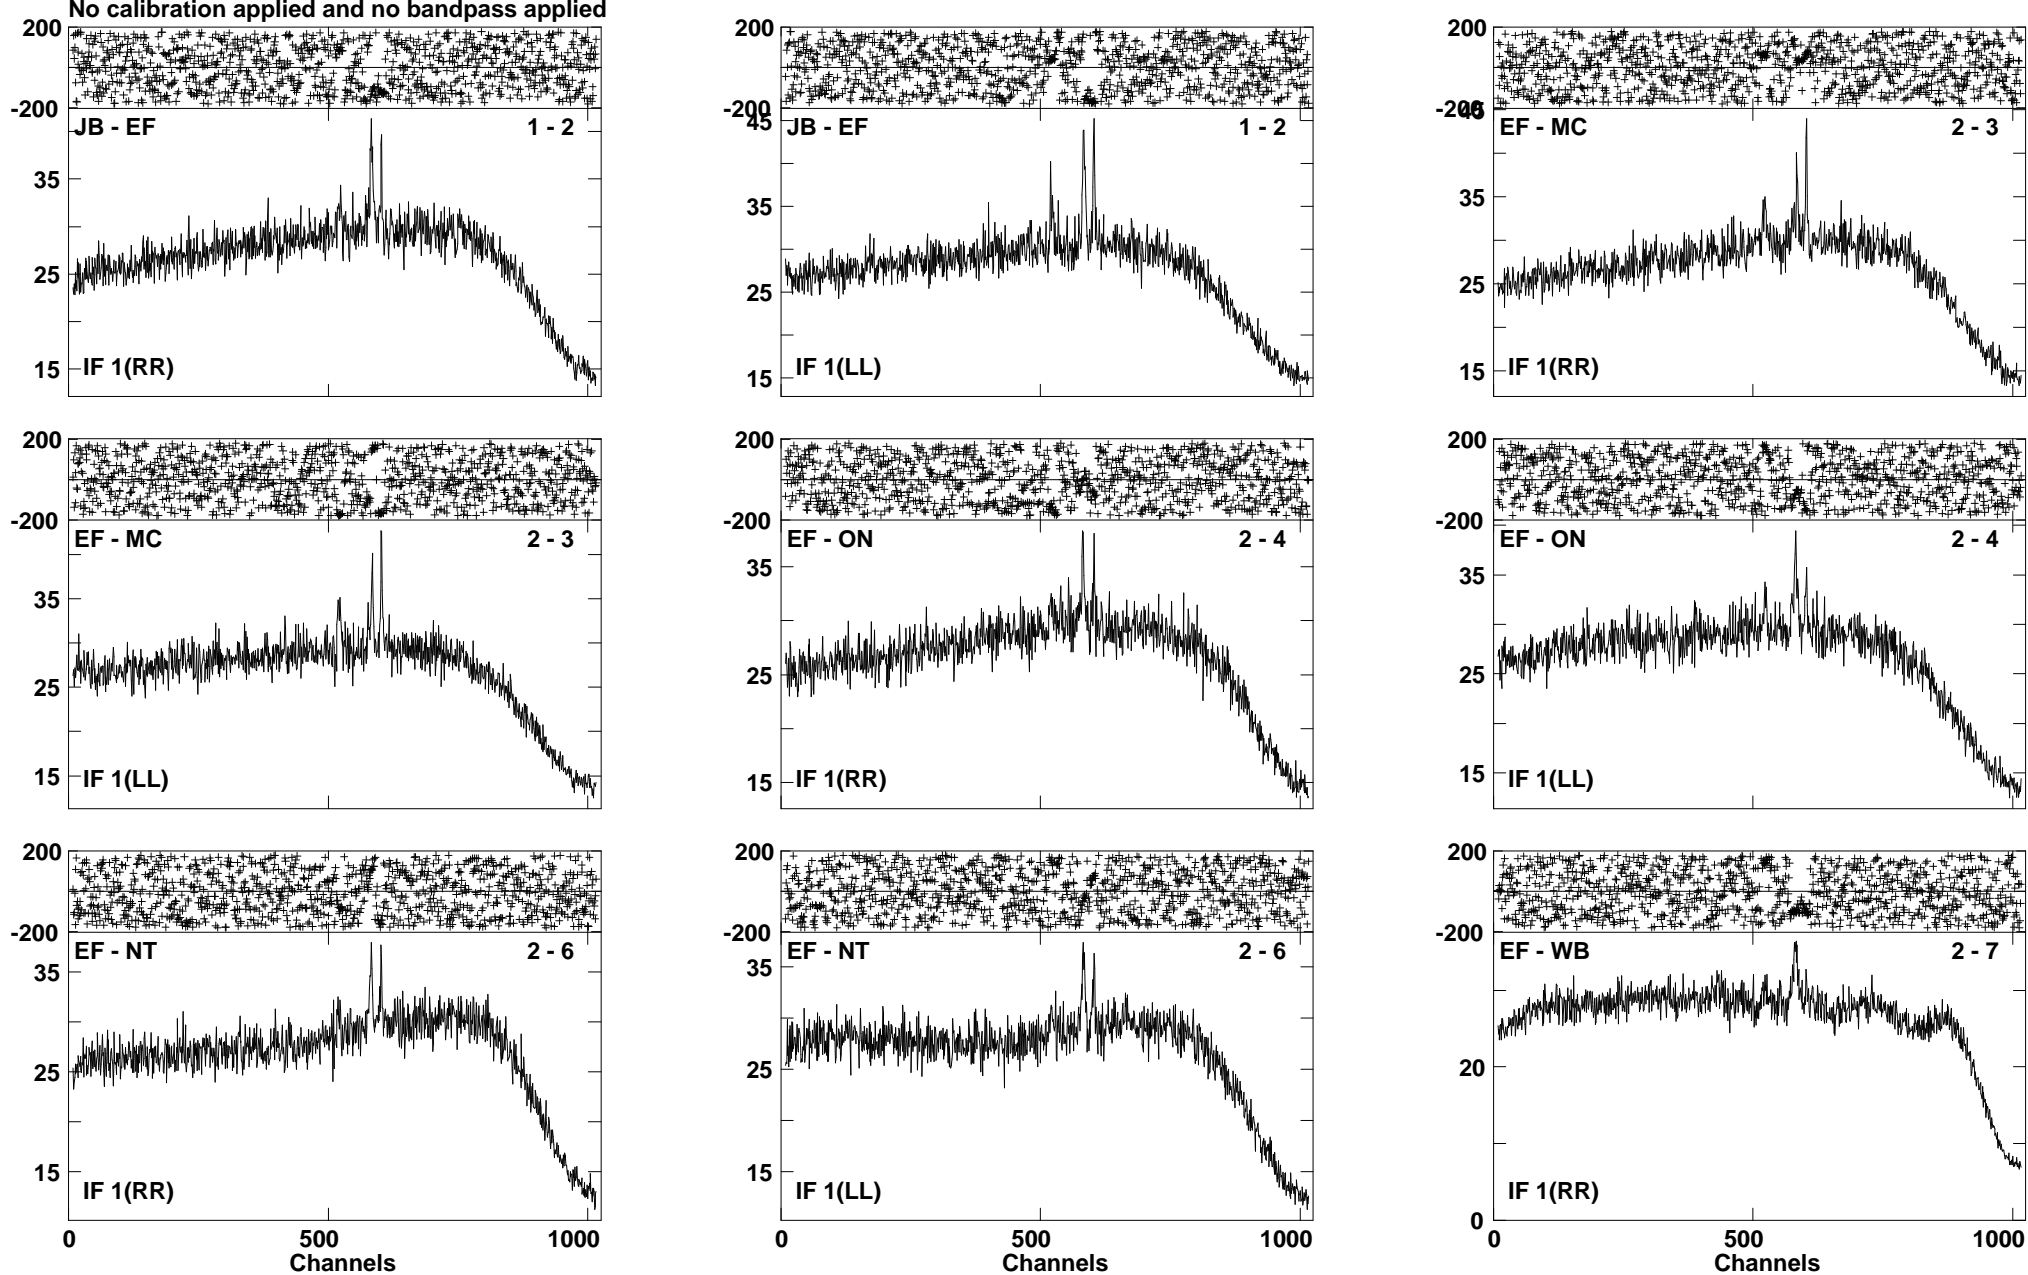 No calibration applied and no bandpass applied
200
-200
JB - EF 1 - 2
35
25
15
IF 1(RR)
200
-200
45
JB - EF 1 - 2
35
25
15
IF 1(LL)
200
-200
45
EF - MC 2 - 3
35
25
15
IF 1(RR)
200
-200
EF - MC 2 - 3
35
25
15
IF 1(LL)
200
-200
EF - ON 2 - 4
35
25
15
IF 1(RR)
200
-200
EF - ON 2 - 4
35
25
15
IF 1(LL)
200
-200
EF - NT 2 - 6
35
25
15
IF 1(RR)
0 500 1000
Channels
200
-200
EF - NT 2 - 6
35
25
15
IF 1(LL)
0 500 1000
Channels
200
-200
EF - WB 2 - 7
20
IF 1(RR)
0
0 500 1000
Channels